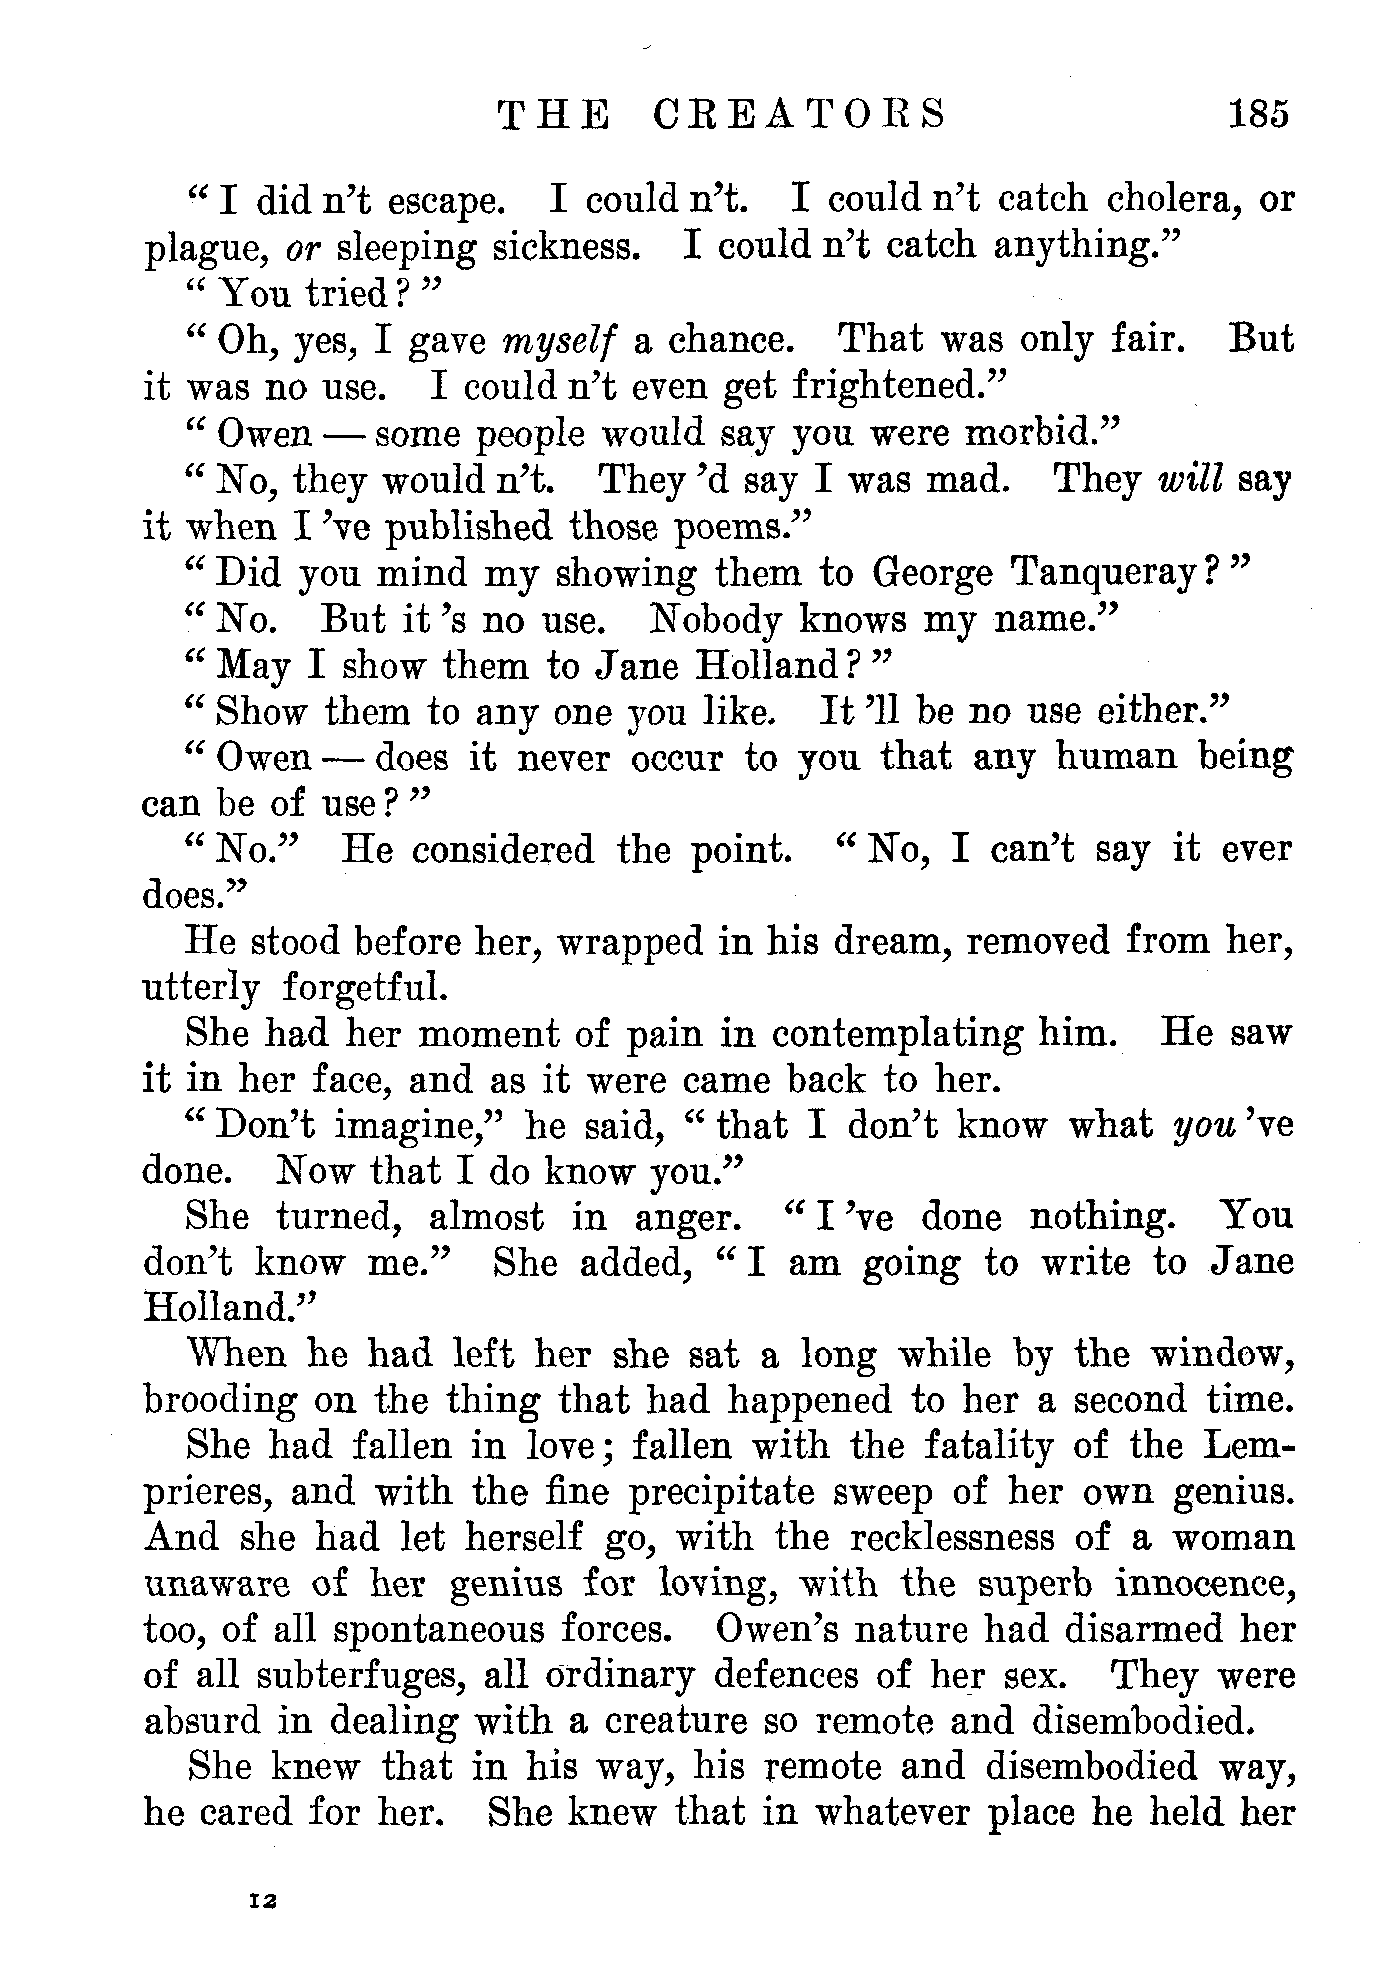 THE CREATORS 185
“I did n’t escape. I could n’t. I could n’t catch cholera, or
plague, or sleeping sickness. I could n’t catch anything.”
“You tried?”
“Oh, yes, I gave myself a chance. That was only fair. But
it was no use. I could n’t even get frightened.”
“Owen — some people would say you were morbid.”
“No, they would n’t. They ’d say I was mad. They will say
it when I ’ve published those poems.”
“Did you mind my showing them to George Tanqueray?”
“No. But it ’s no use. Nobody knows my name.”
“May I show them to Jane Holland?”
“Show them to any one you like. It ’ll be no use either.”
“Owen — does it never occur to you that any human being
can be of use?”
“No.” He considered the point. “No, I can’t say it ever
does.”
He stood before her, wrapped in his dream, removed from her,
utterly forgetful.
She had her moment of pain in contemplating him. He saw
it in her face, and as it were came back to her.
“Don’t imagine,” he said, “that I don’t know what you ’ve
done. Now that I do know you.”
She turned, almost in anger. “I ’ve done nothing. You
don’t know me.” She added, “I am going to write to Jane
Holland.”
When he had left her she sat a long while by the window,
brooding on the thing that had happened to her a second time.
She had fallen in love; fallen with the fatality of the Lem-
prieres, and with the fine precipitate sweep of her own genius.
And she had let herself go, with the recklessness of a woman
unaware of her genius for loving, with the superb innocence,
too, of all spontaneous forces. Owen’s nature had disarmed her
of all subterfuges, all ordinary defences of her sex. They were
absurd in dealing with a creature so remote and disembodied.
She knew that in his way, his remote and disembodied way,
he cared for her. She knew that in whatever place he held her
12